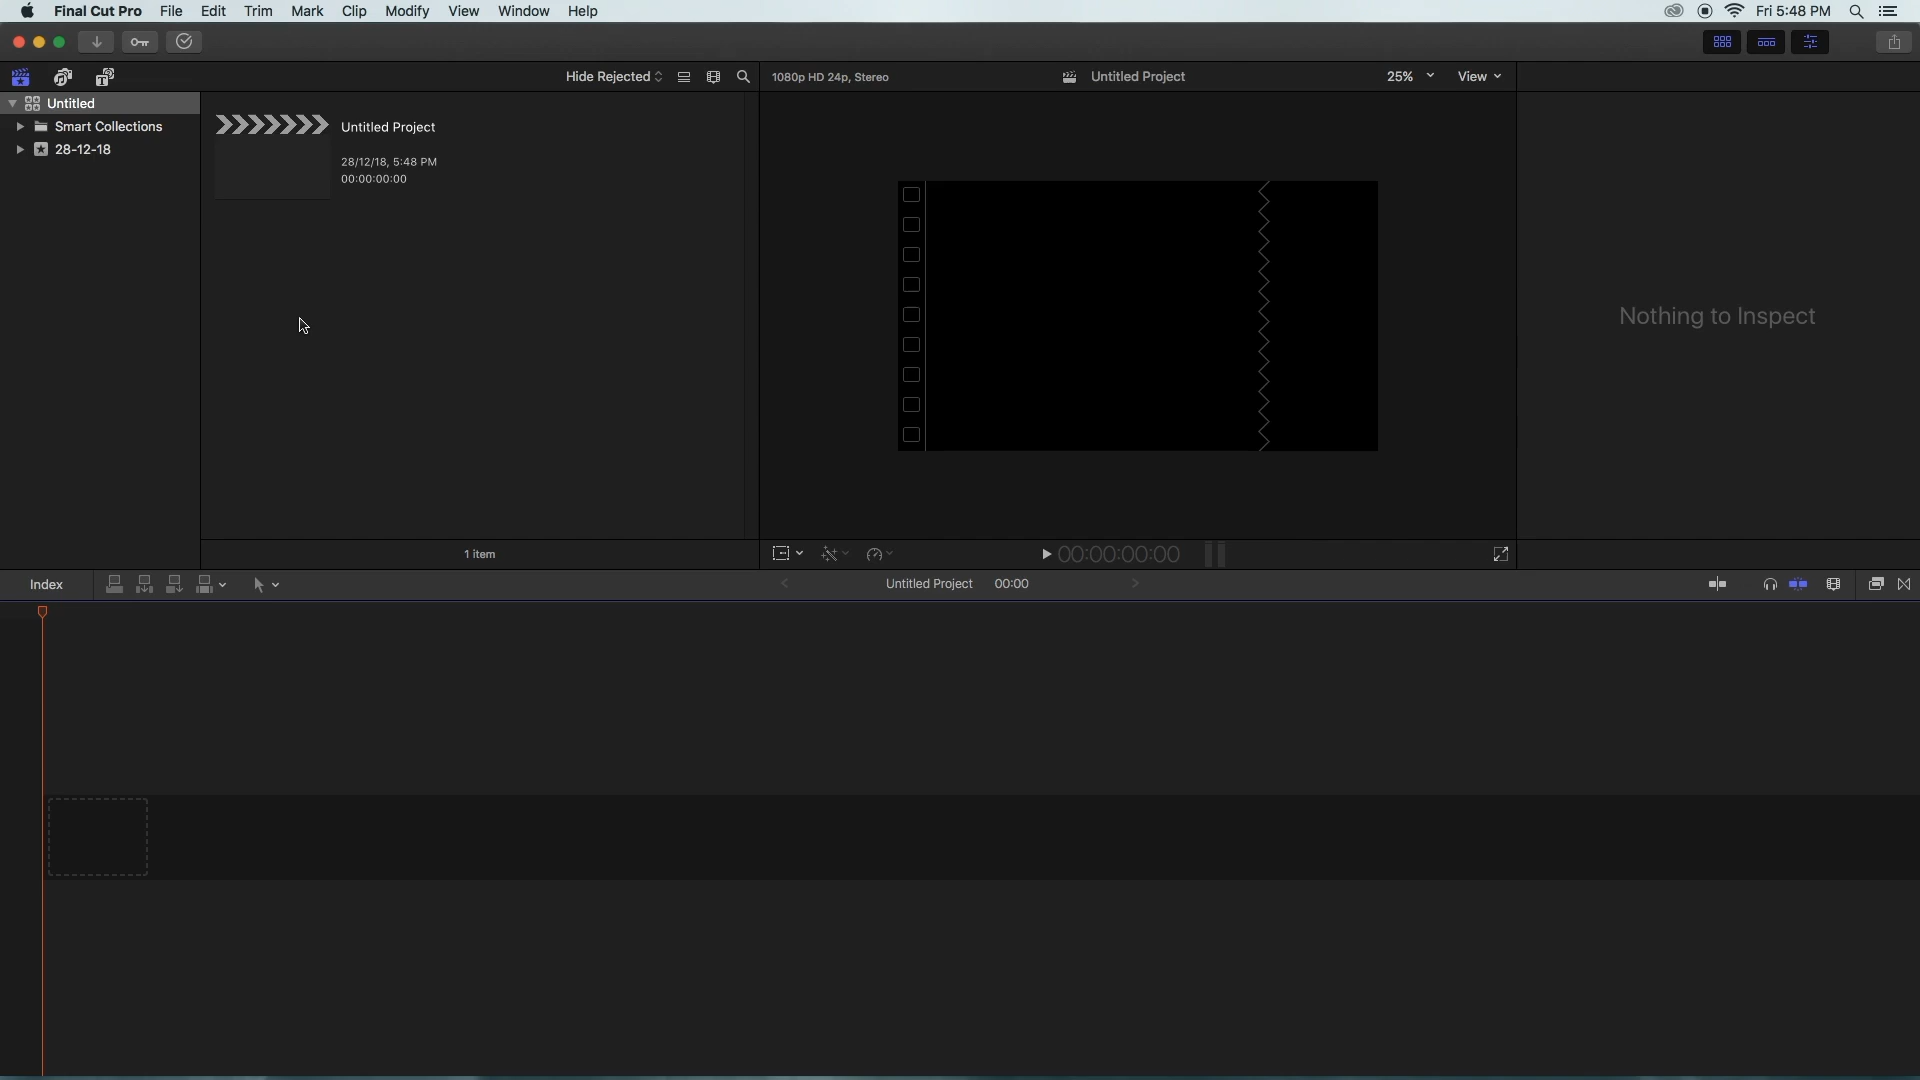 Final Cut Pro File Edit Trim Mark Clip Modify View Window Help Fri 5:48 PM
Hide Rejected 1080p HD 24p, Stereo Untitled Project 25% View
Untitled
Smart Collections
28-12-18
Untitled Project
28/12/18, 5:48 PM
00:00:00:00
Nothing to Inspect
1 item
00:00:00:00
Index Untitled Project 00:00